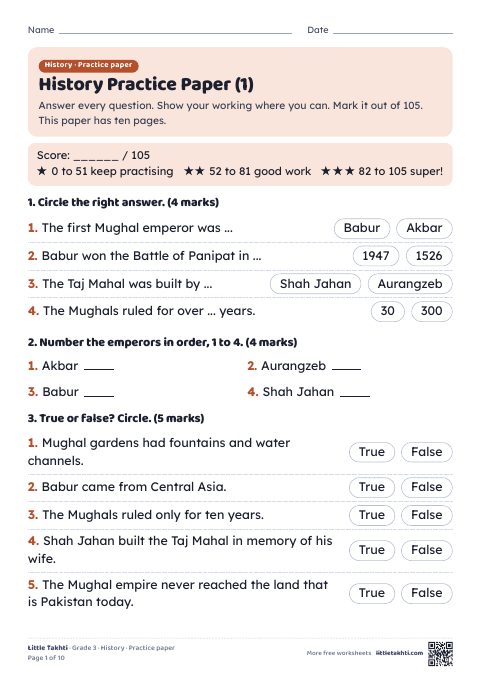 Name ____________ Date ____________
History · Practice paper
History Practice Paper (1)
Answer every question. Show your working where you can. Mark it out of 105.
This paper has ten pages.
Score: ______ / 105
★ 0 to 51 keep practising ★★ 52 to 81 good work ★★★ 82 to 105 super!
1. Circle the right answer. (4 marks)
1. The first Mughal emperor was ... Babur Akbar
2. Babur won the Battle of Panipat in ... 1947 1526
3. The Taj Mahal was built by ... Shah Jahan Aurangzeb
4. The Mughals ruled for over ... years. 30 300
2. Number the emperors in order, 1 to 4. (4 marks)
1. Akbar ____ 2. Aurangzeb ____
3. Babur ____ 4. Shah Jahan ____
3. True or false? Circle. (5 marks)
1. Mughal gardens had fountains and water
channels. True False
2. Babur came from Central Asia. True False
3. The Mughals ruled only for ten years. True False
4. Shah Jahan built the Taj Mahal in memory of his
wife. True False
5. The Mughal empire never reached the land that
is Pakistan today. True False
Little Takhti · Grade 3 · History · Practice paper
Page 1 of 10
More free worksheets littletakhti.com